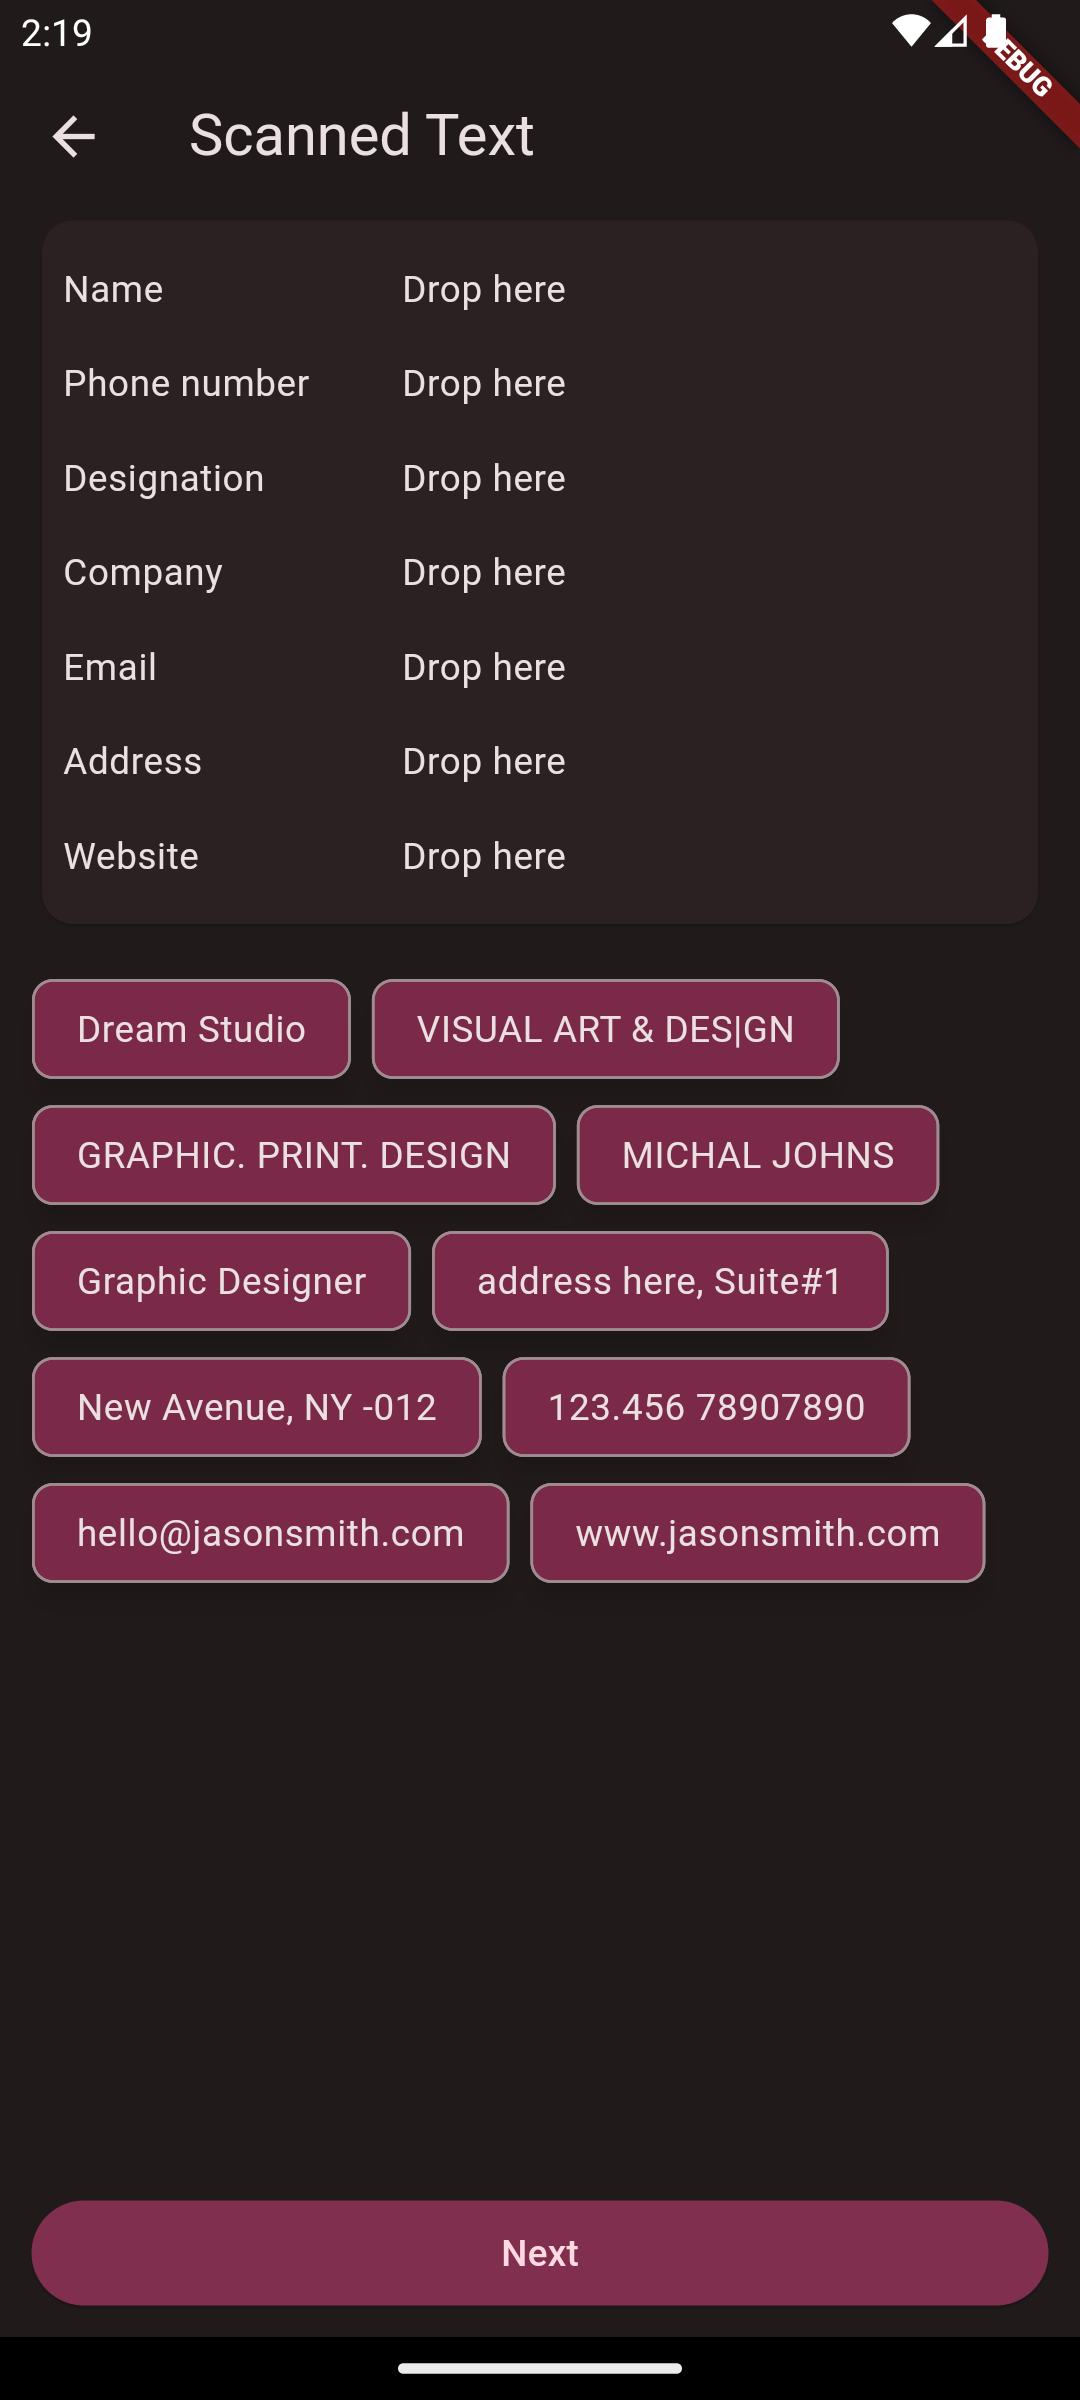 2:19
EBUG
Scanned Text
Name Drop here
Phone number Drop here
Designation Drop here
Company Drop here
Email Drop here
Address Drop here
Website Drop here
Dream Studio VISUAL ART & DES|GN
GRAPHIC. PRINT. DESIGN MICHAL JOHNS
Graphic Designer address here, Suite#1
New Avenue, NY -012 123.456 78907890
hello@jasonsmith.com www.jasonsmith.com
Next